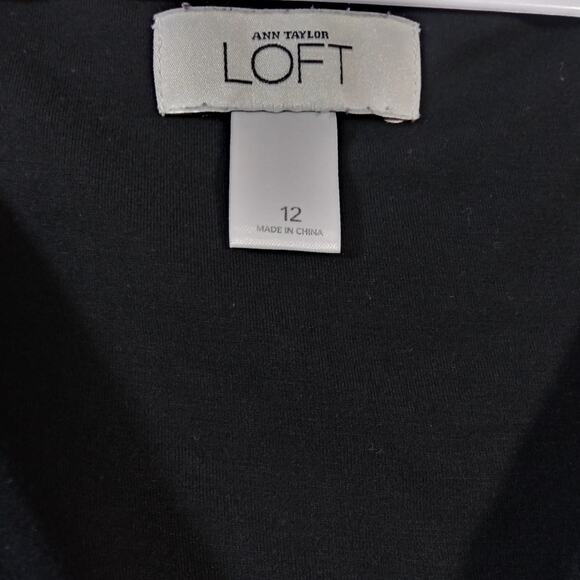 ANN TAYLOR
LOFT
12
MADE IN CHINA